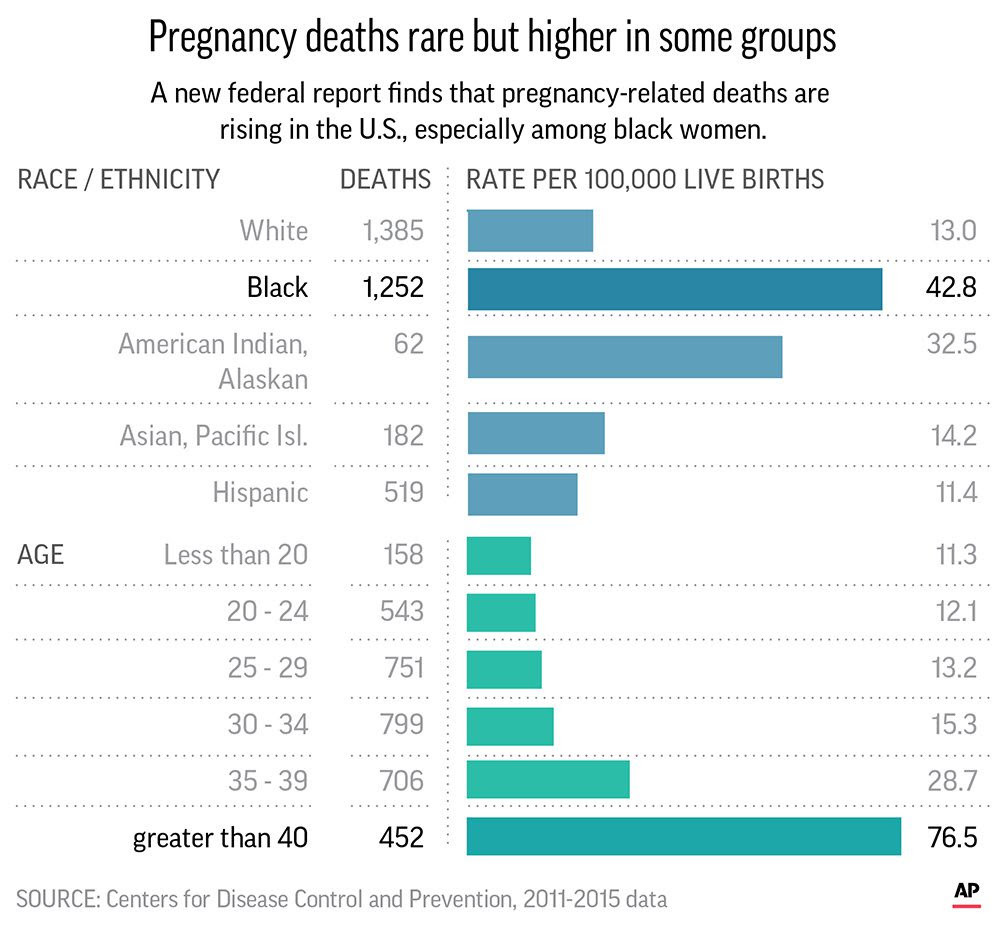 Pregnancy deaths rare but higher in some groups
A new federal report finds that pregnancy-related deaths are
rising in the U.S., especially among black women.
RACE / ETHNICITY DEATHS RATE PER 100,000 LIVE BIRTHS
White 1,385 13.0
Black 1,252 42.8
American Indian, 62 32.5
Alaskan
Asian, Pacific Isl. 182 14.2
Hispanic 519 11.4
AGE Less than 20 158 11.3
20 - 24 543 12.1
25 - 29 751 13.2
30 - 34 799 15.3
35 - 39 706 28.7
greater than 40 452 76.5
SOURCE: Centers for Disease Control and Prevention, 2011-2015 data
AP